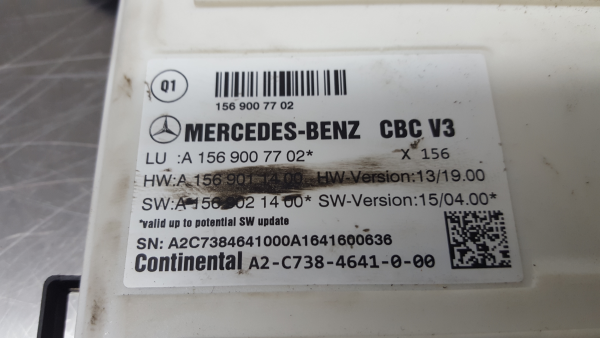 Q1
156 900 77 02
MERCEDES-BENZ CBC V3
LU :A 156 900 77 02* X 156
HW:A 156 901 14 00 HW-Version:13/19.00
SW:A 156 902 14 00* SW-Version:15/04.00*
*valid up to potential SW update
SN: A2C7384641000A1641600636
Continental A2-C738-4641-0-00